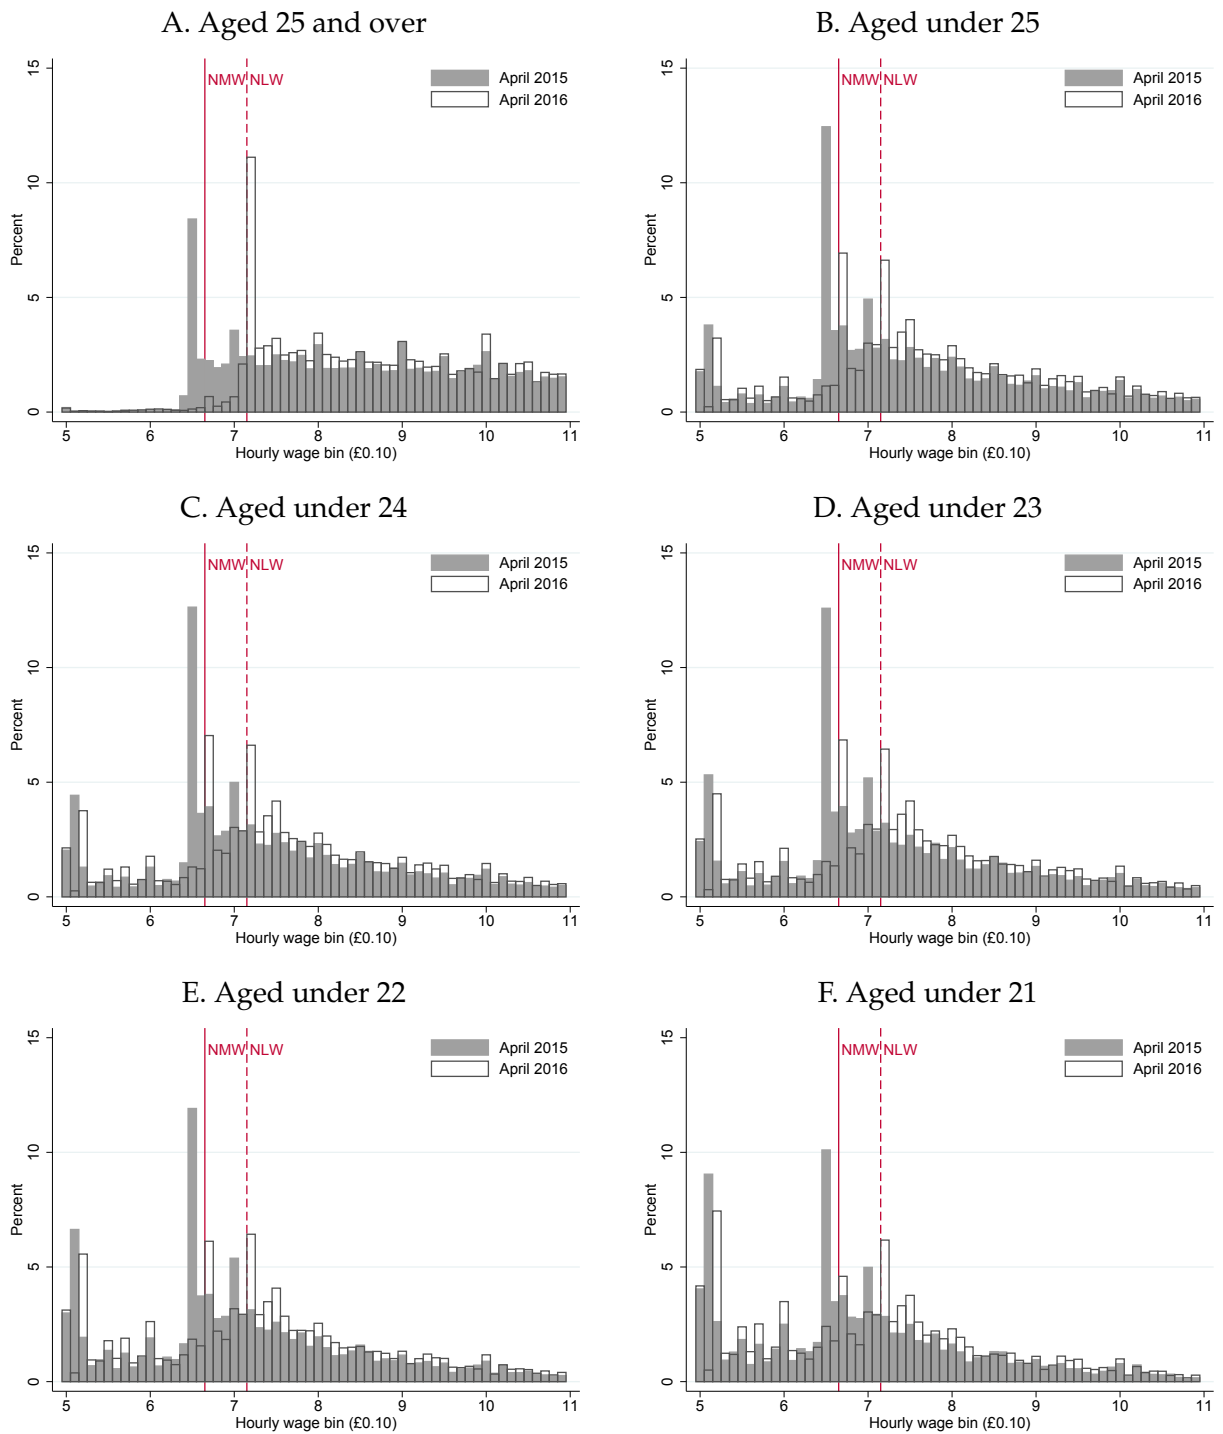 A. Aged 25 and over
NMW NLW
April 2015
April 2016
15
10
5
0
Percent
5 6 7 8 9 10 11
Hourly wage bin (£0.10)
B. Aged under 25
NMW NLW
April 2015
April 2016
15
10
5
0
Percent
5 6 7 8 9 10 11
Hourly wage bin (£0.10)
C. Aged under 24
NMW NLW
April 2015
April 2016
15
10
5
0
Percent
5 6 7 8 9 10 11
Hourly wage bin (£0.10)
D. Aged under 23
NMW NLW
April 2015
April 2016
15
10
5
0
Percent
5 6 7 8 9 10 11
Hourly wage bin (£0.10)
E. Aged under 22
NMW NLW
April 2015
April 2016
15
10
5
0
Percent
5 6 7 8 9 10 11
Hourly wage bin (£0.10)
F. Aged under 21
NMW NLW
April 2015
April 2016
15
10
5
0
Percent
5 6 7 8 9 10 11
Hourly wage bin (£0.10)